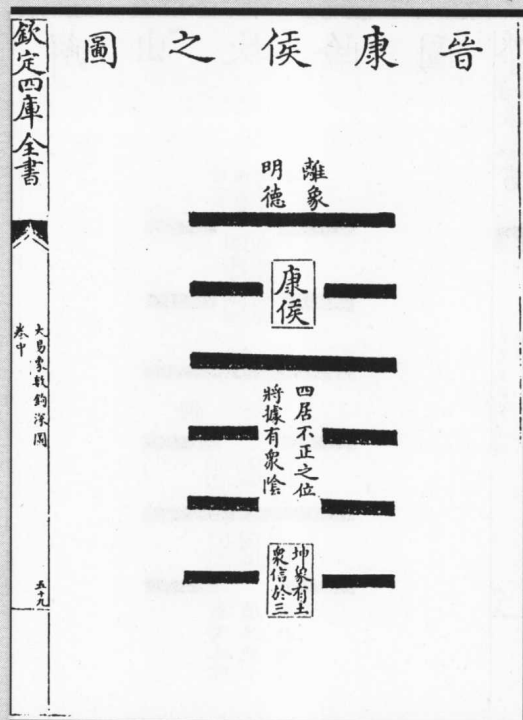 晉康侯之圖
離象
明德
康侯
四居不正之位
將據有衆陰
坤象有土
衆信於三
欽定四庫全書
大易象數鉤深圖
卷中
五十九